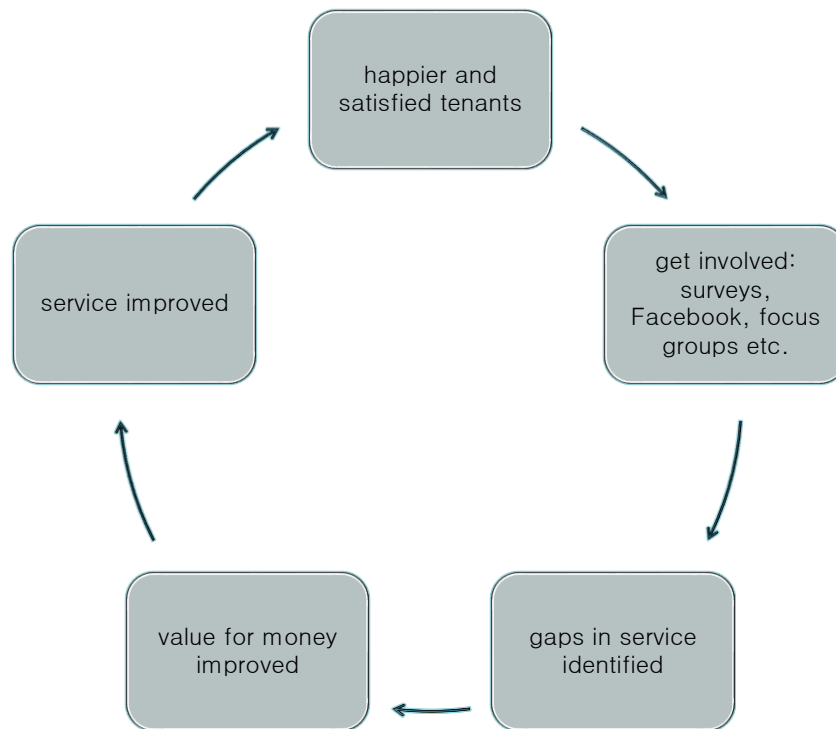 happier and
satisfied tenants
get involved:
surveys,
Facebook, focus
groups etc.
gaps in service
identified
value for money
improved
service improved